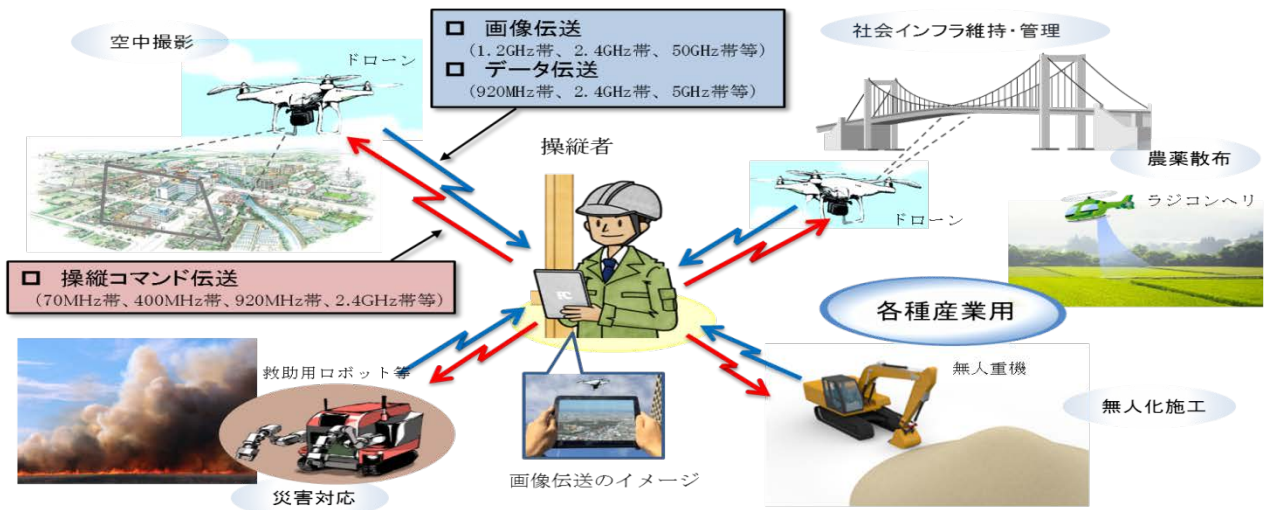 空中撮影
ドローン
□ 画像伝送
(1.2GHz帯、2.4GHz帯、50GHz帯等)
□ データ伝送
(920MHz帯、2.4GHz帯、5GHz帯等)
社会インフラ維持・管理
操縦者
農薬散布
ドローン
ラジコンヘリ
□ 操縦コマンド伝送
(70MHz帯、400MHz帯、920MHz帯、2.4GHz帯等)
FC
各種産業用
救助用ロボット等
無人重機
無人化施工
画像伝送のイメージ
災害対応